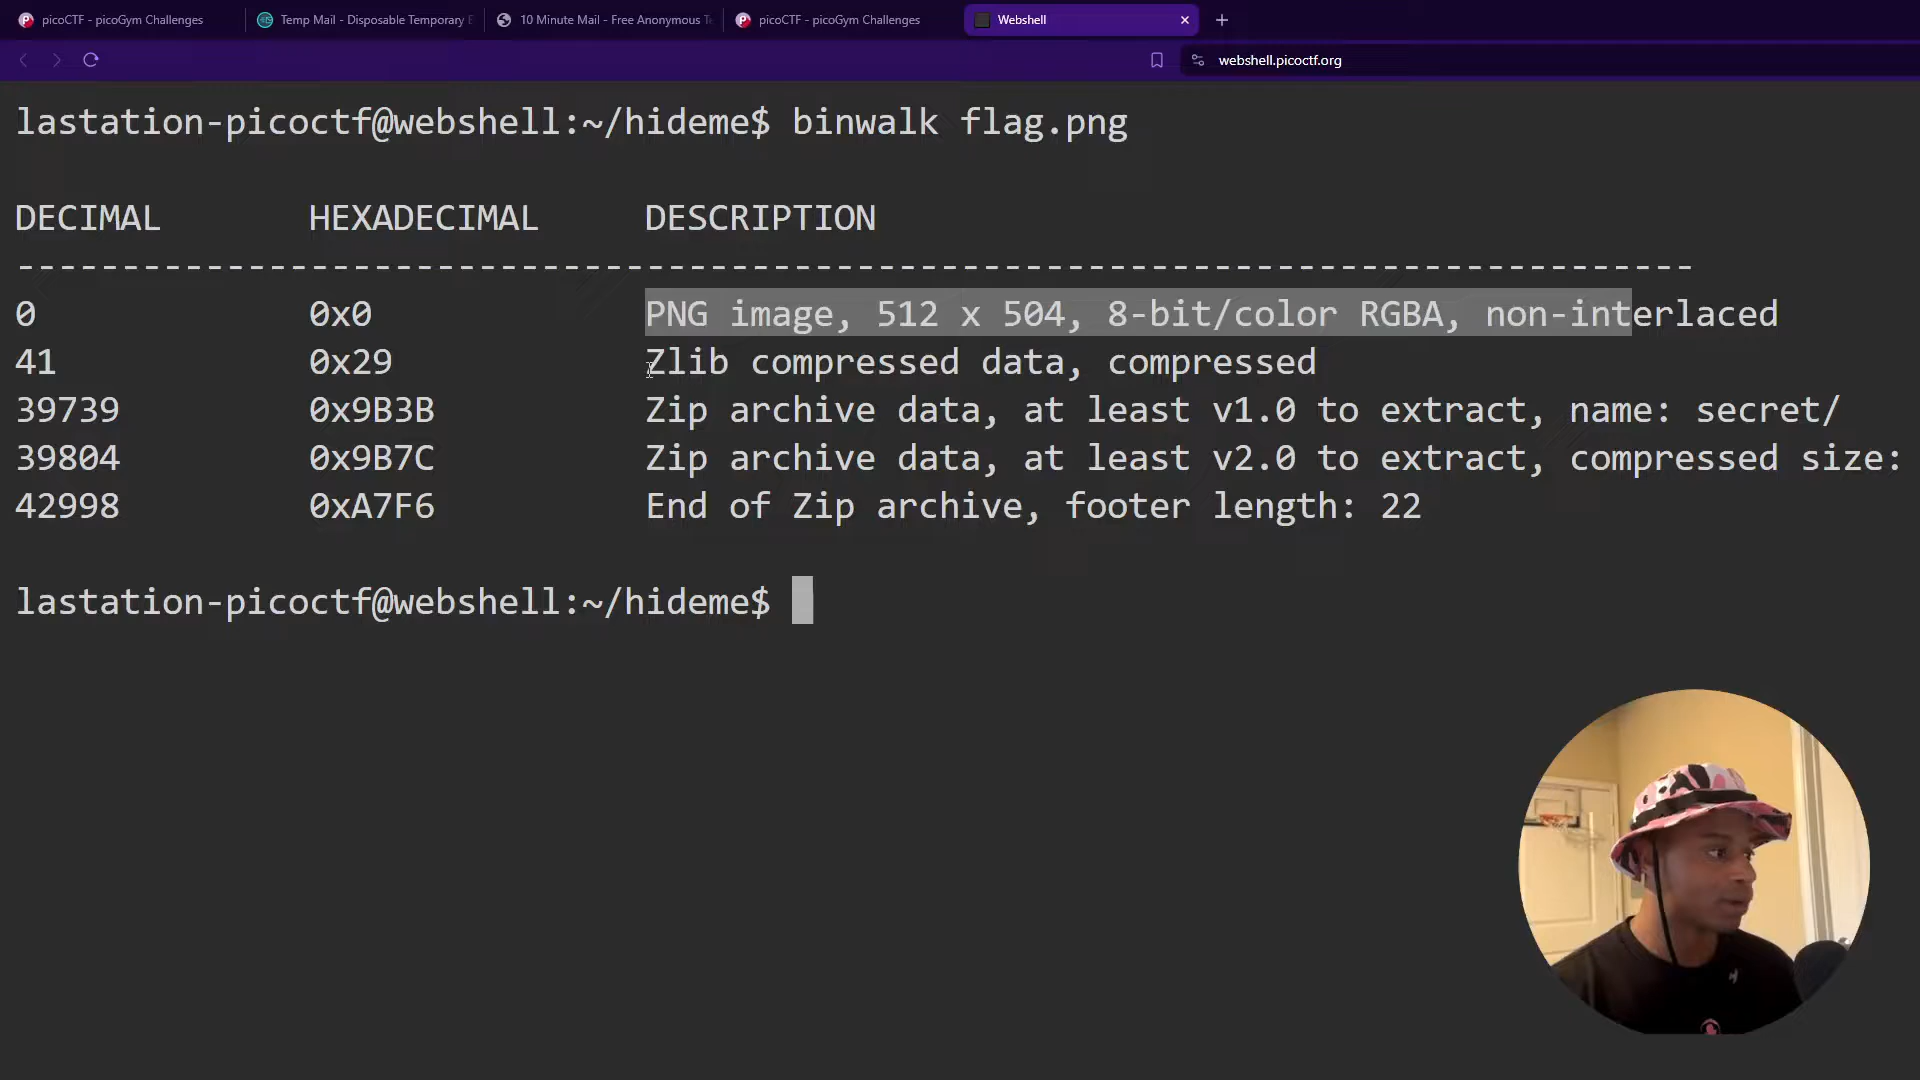 picoCTF - picoGym Challenges
Temp Mail - Disposable Temporary E
10 Minute Mail - Free Anonymous Te
picoCTF - picoGym Challenges
Webshell
webshell.picoctf.org
lastation-picoctf@webshell:~/hideme$ binwalk flag.png
DECIMAL HEXADECIMAL DESCRIPTION
--------------------------------------------------------------------------------
0 0x0 PNG image, 512 x 504, 8-bit/color RGBA, non-interlaced
41 0x29 Zlib compressed data, compressed
39739 0x9B3B Zip archive data, at least v1.0 to extract, name: secret/
39804 0x9B7C Zip archive data, at least v2.0 to extract, compressed size:
42998 0xA7F6 End of Zip archive, footer length: 22
lastation-picoctf@webshell:~/hideme$